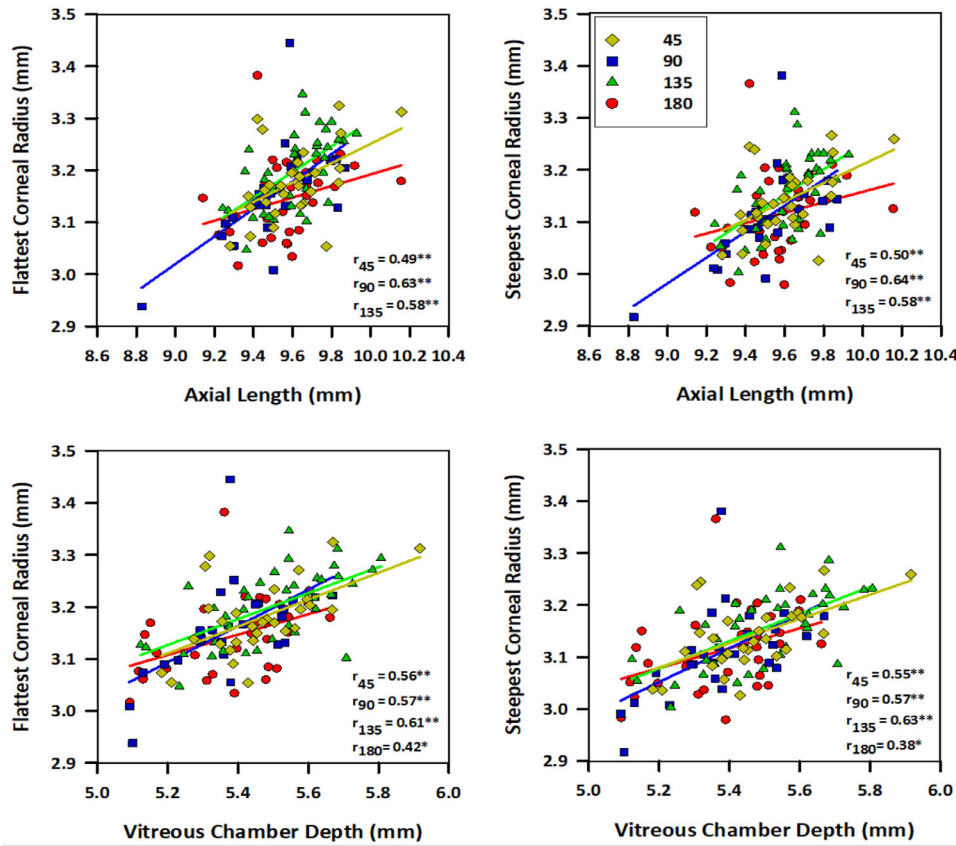 3.5
3.4
3.3
3.2
3.1
3.0
2.9
Flattest Corneal Radius (mm)
r45 = 0.49**
r90 = 0.63**
r135 = 0.58**
8.6 8.8 9.0 9.2 9.4 9.6 9.8 10.0 10.4
Axial Length (mm)
3.5
3.4
3.3
3.2
3.1
3.0
2.9
Steepest Corneal Radius (mm)
45
90
135
180
r45 = 0.50**
r90 = 0.64**
r135 = 0.58**
8.6 8.8 9.0 9.2 9.4 9.6 9.8 10.0 10.2 10.4
Axial Length (mm)
3.5
3.4
3.3
3.2
3.1
3.0
2.9
Flattest Corneal Radius (mm)
r45 = 0.56**
r90 = 0.57**
r135 = 0.61**
r180= 0.42*
5.0 5.2 5.4 5.6 5.8 6.0
Vitreous Chamber Depth (mm)
3.5
3.4
3.3
3.2
3.1
3.0
2.9
Steepest Corneal Radius (mm)
r45 = 0.55**
r90 = 0.57**
r135 = 0.63**
r180= 0.38*
5.0 5.2 5.4 5.6 5.8 6.0
Vitreous Chamber Depth (mm)